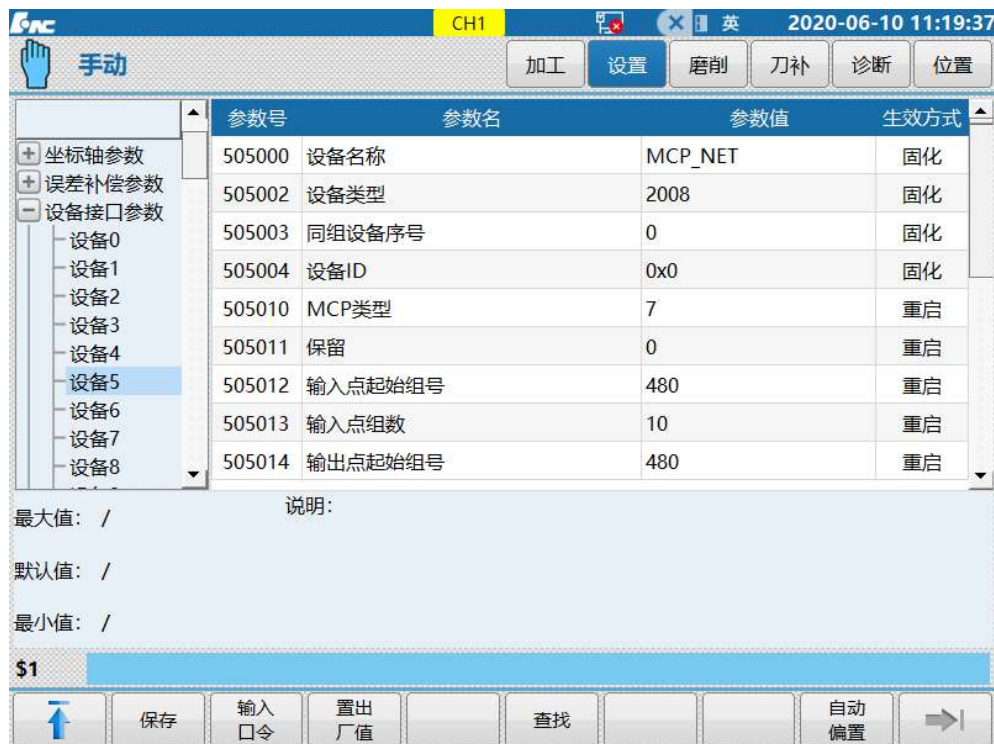 HNC CH1 英 2020-06-10 11:19:37
手动 加工 设置 磨削 刀补 诊断 位置
参数号 参数名 参数值 生效方式
坐标轴参数
误差补偿参数
设备接口参数
设备0
设备1
设备2
设备3
设备4
设备5
设备6
设备7
设备8
505000 设备名称 MCP_NET 固化
505002 设备类型 2008 固化
505003 同组设备序号 0 固化
505004 设备ID 0x0 固化
505010 MCP类型 7 重启
505011 保留 0 重启
505012 输入点起始组号 480 重启
505013 输入点组数 10 重启
505014 输出点起始组号 480 重启
最大值: / 说明:
默认值: /
最小值: /
$1
保存 输入口令 置出厂值 查找 自动偏置